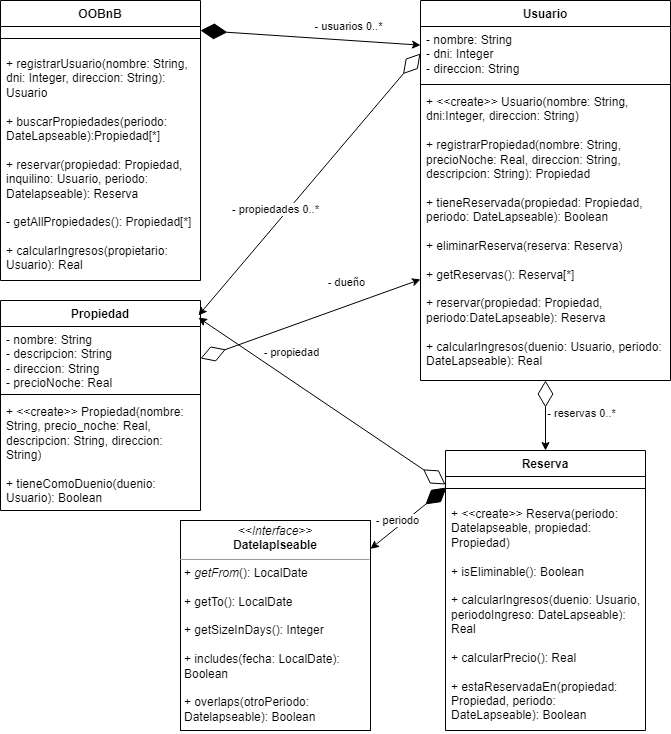 OOBnB
+ registrarUsuario(nombre: String,
dni: Integer, direccion: String):
Usuario
+ buscarPropiedades(periodo:
DateLapseable):Propiedad[*]
+ reservar(propiedad: Propiedad,
inquilino: Usuario, periodo:
Datelapseable): Reserva
- getAllPropiedades(): Propiedad[*]
+ calcularIngresos(propietario:
Usuario): Real
- usuarios 0..*
Usuario
- nombre: String
- dni: Integer
- direccion: String
+ <<create>> Usuario(nombre: String,
dni:Integer, direccion: String)
+ registrarPropiedad(nombre: String,
precioNoche: Real, direccion: String,
descripcion: String): Propiedad
+ tieneReservada(propiedad: Propiedad,
periodo: DateLapseable): Boolean
+ eliminarReserva(reserva: Reserva)
+ getReservas(): Reserva[*]
+ reservar(propiedad: Propiedad,
periodo:DateLapseable): Reserva
+ calcularIngresos(duenio: Usuario, periodo:
DateLapseable): Real
- propiedades 0..*
- dueño
- propiedad
Propiedad
- nombre: String
- descripcion: String
- direccion: String
- precioNoche: Real
+ <<create>> Propiedad(nombre:
String, precio_noche: Real,
descripcion: String, direccion:
String)
+ tieneComoDuenio(duenio:
Usuario): Boolean
- reservas 0..*
Reserva
+ <<create>> Reserva(periodo:
Datelapseable, propiedad:
Propiedad)
+ isEliminable(): Boolean
+ calcularIngresos(duenio: Usuario,
periodoIngreso: DateLapseable):
Real
+ calcularPrecio(): Real
+ estaReservadaEn(propiedad:
Propiedad, periodo:
DateLapseable): Boolean
- periodo
<<Interface>>
Datelaplseable
+ getFrom(): LocalDate
+ getTo(): LocalDate
+ getSizeInDays(): Integer
+ includes(fecha: LocalDate):
Boolean
+ overlaps(otroPeriodo:
Datelapseable): Boolean